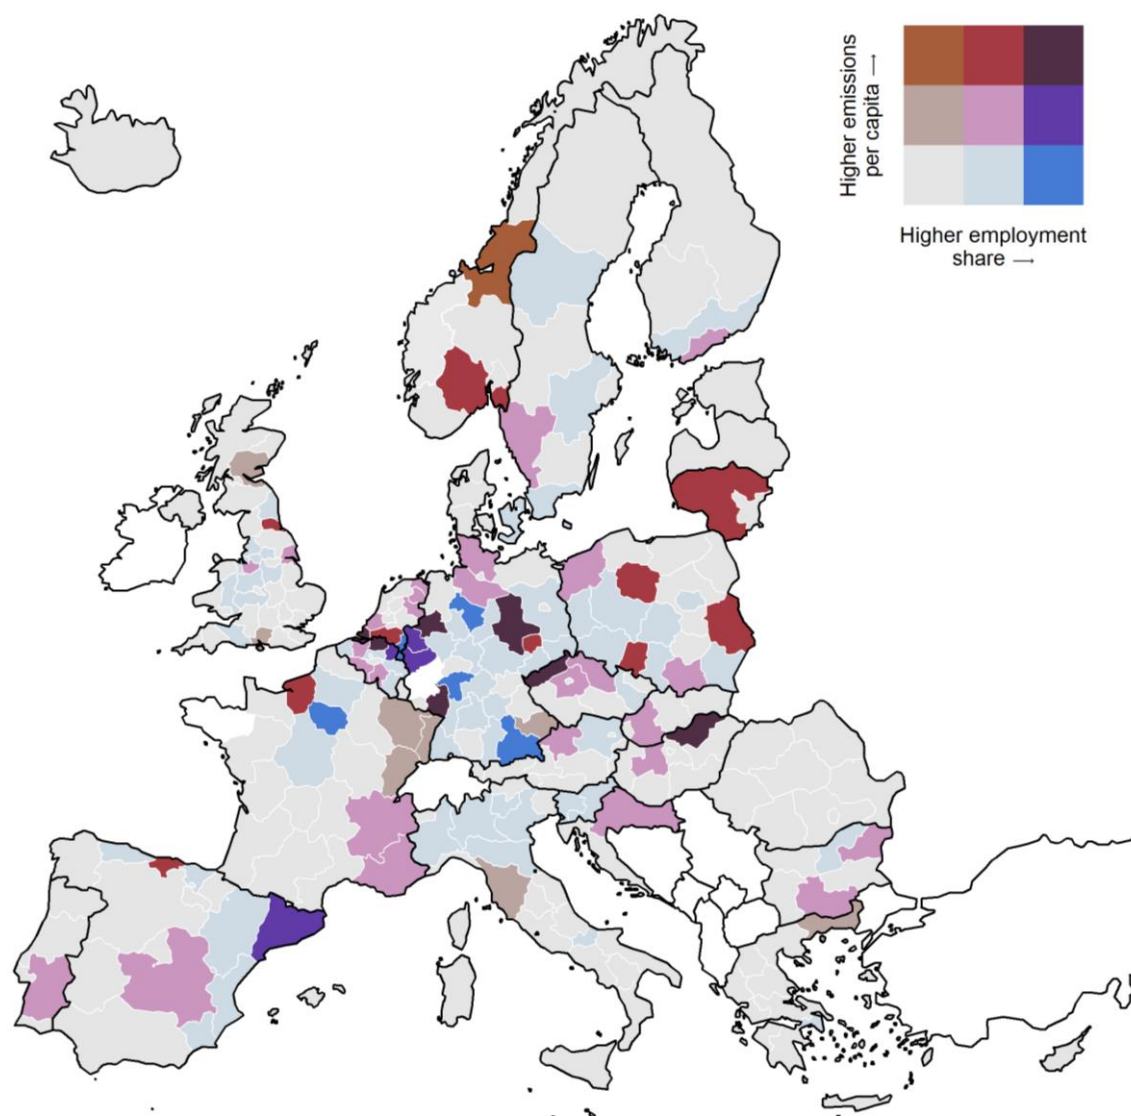 Higher emissions
per capita →
Higher employment
share →